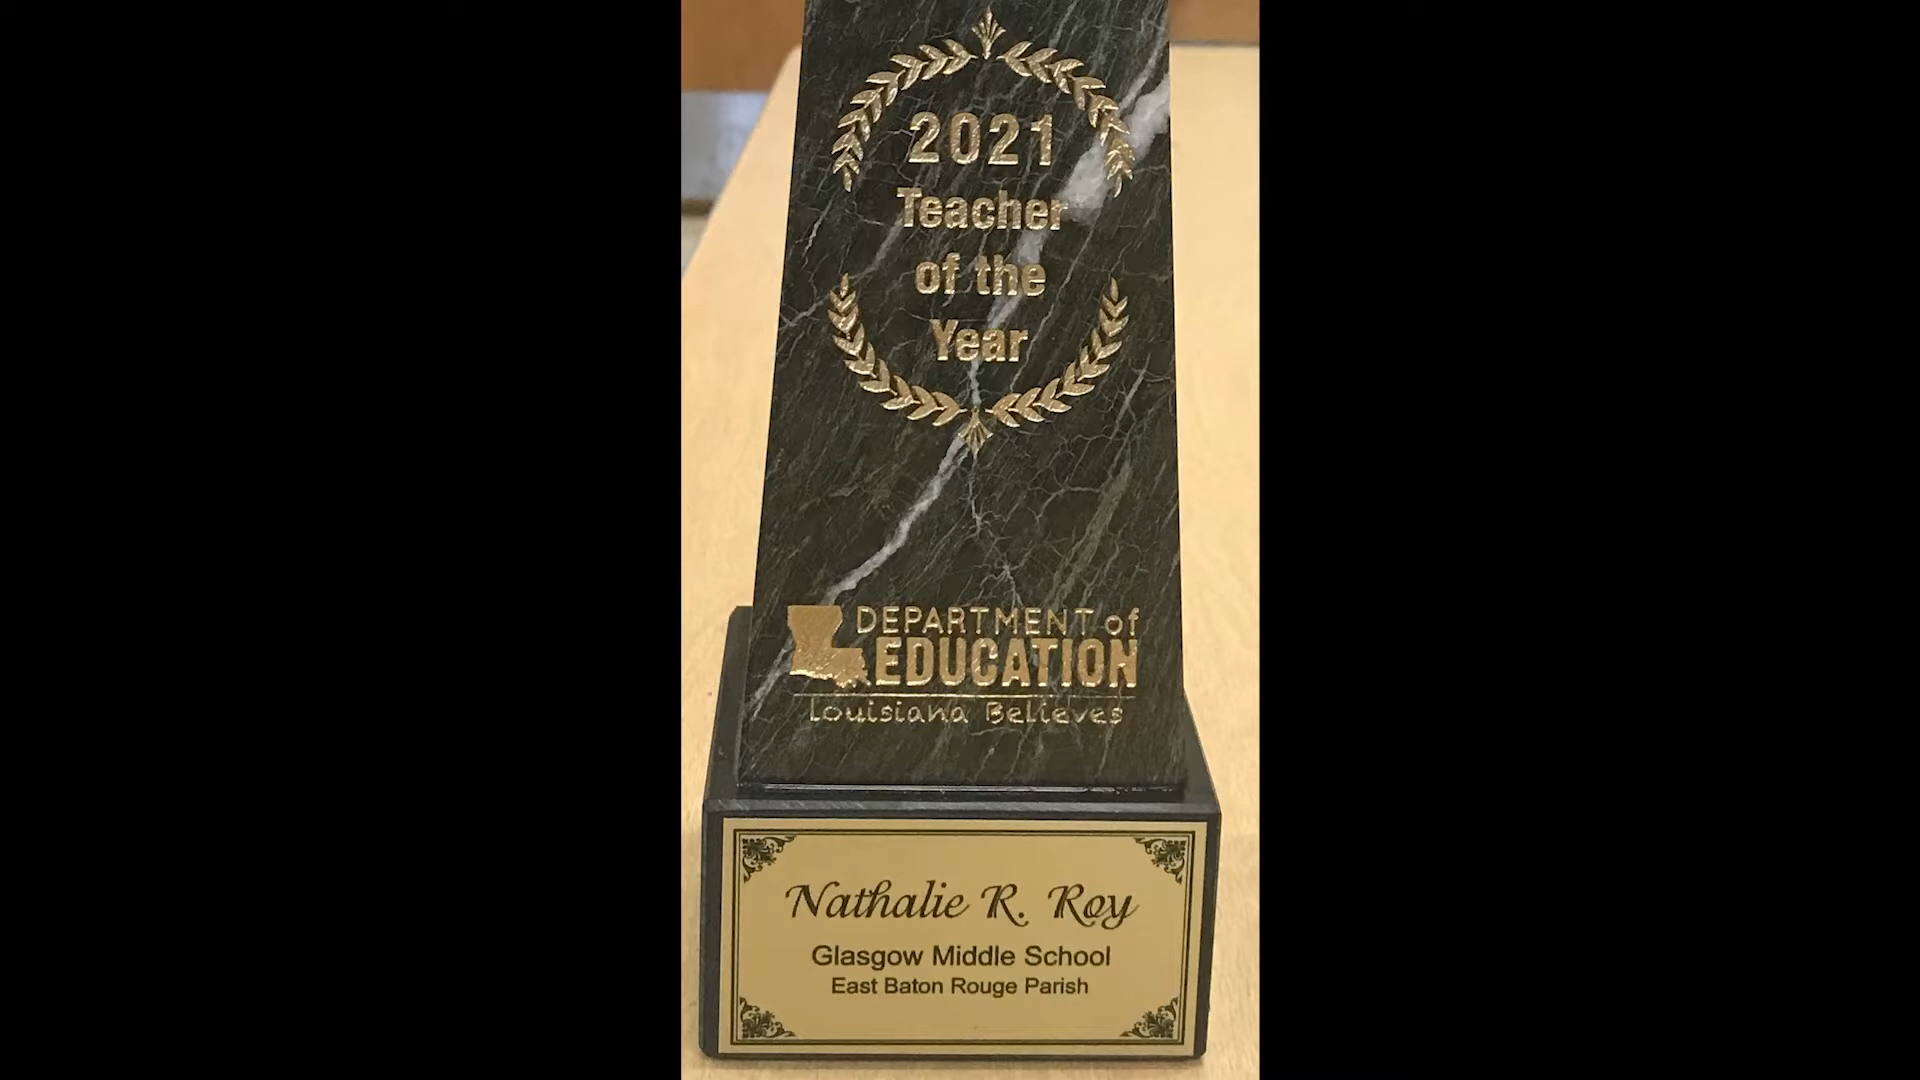 2021
Teacher
of the
Year
DEPARTMENT of
EDUCATION
Louisiana Believes
Nathalie R. Roy
Glasgow Middle School
East Baton Rouge Parish